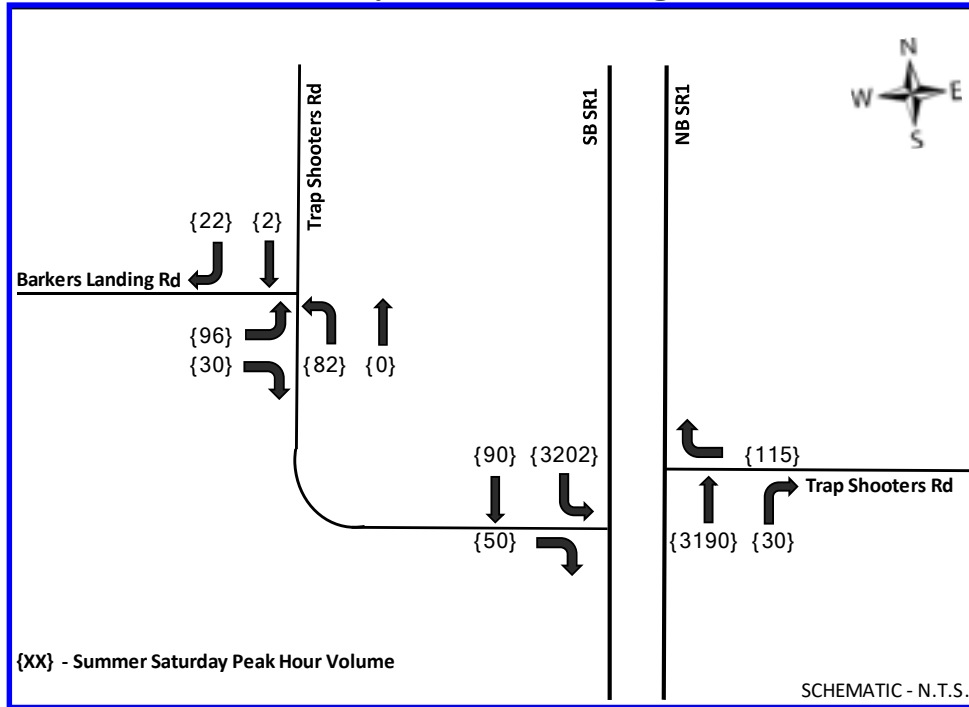 N
W E
S
Trap Shooters Rd
SB SR1
NB SR1
{22} {2}
Barkers Landing Rd
{96}
{30} {82} {0}
{90} {3202} {115}
Trap Shooters Rd
{50} {3190} {30}
{XX} - Summer Saturday Peak Hour Volume
SCHEMATIC - N.T.S.